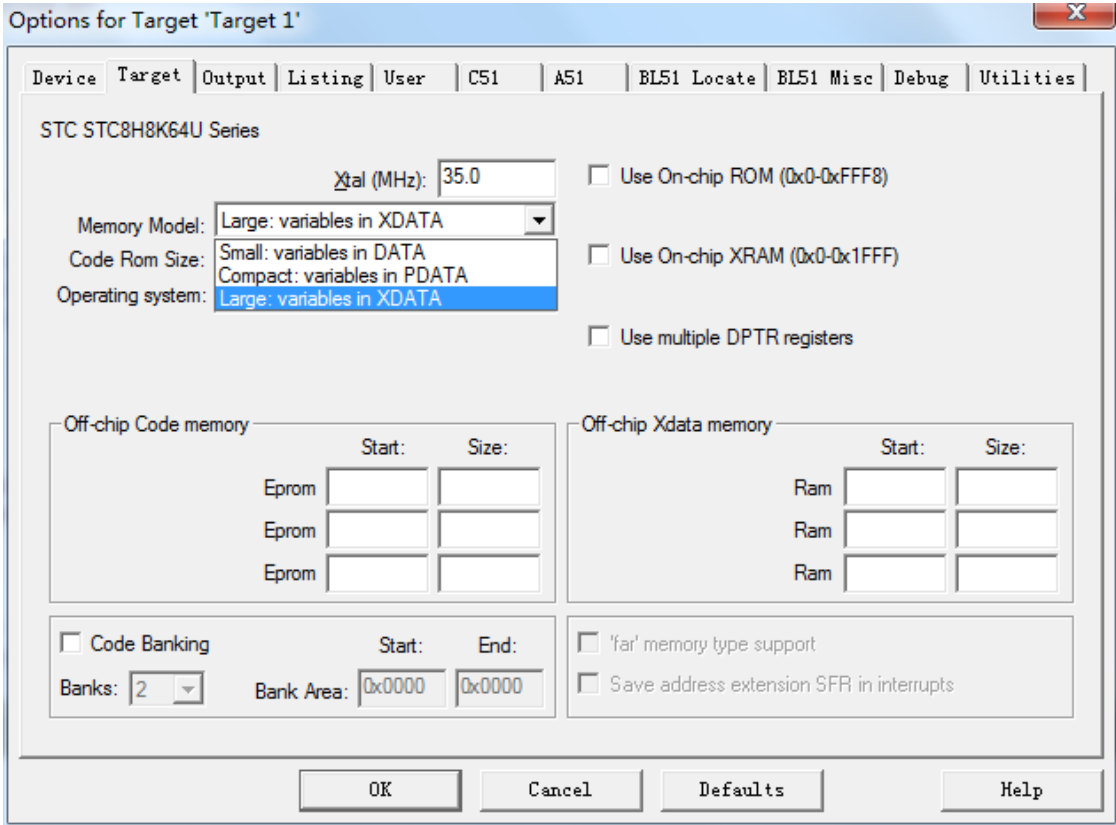 Options for Target 'Target 1'
X
Device Target Output Listing User C51 A51 BL51 Locate BL51 Misc Debug Utilities
STC STC8H8K64U Series
Xtal (MHz): 35.0
Use On-chip ROM (0x0-0xFFF8)
Memory Model: Large: variables in XDATA
Code Rom Size: Small: variables in DATA
Use On-chip XRAM (0x0-0x1FFF)
Compact: variables in PDATA
Operating system: Large: variables in XDATA
Use multiple DPTR registers
Off-chip Code memory
Start: Size:
Eprom
Eprom
Eprom
Off-chip Xdata memory
Start: Size:
Ram
Ram
Ram
Code Banking Start: End:
Banks: 2 Bank Area: 0x0000 0x0000
'far' memory type support
Save address extension SFR in interrupts
OK Cancel Defaults Help